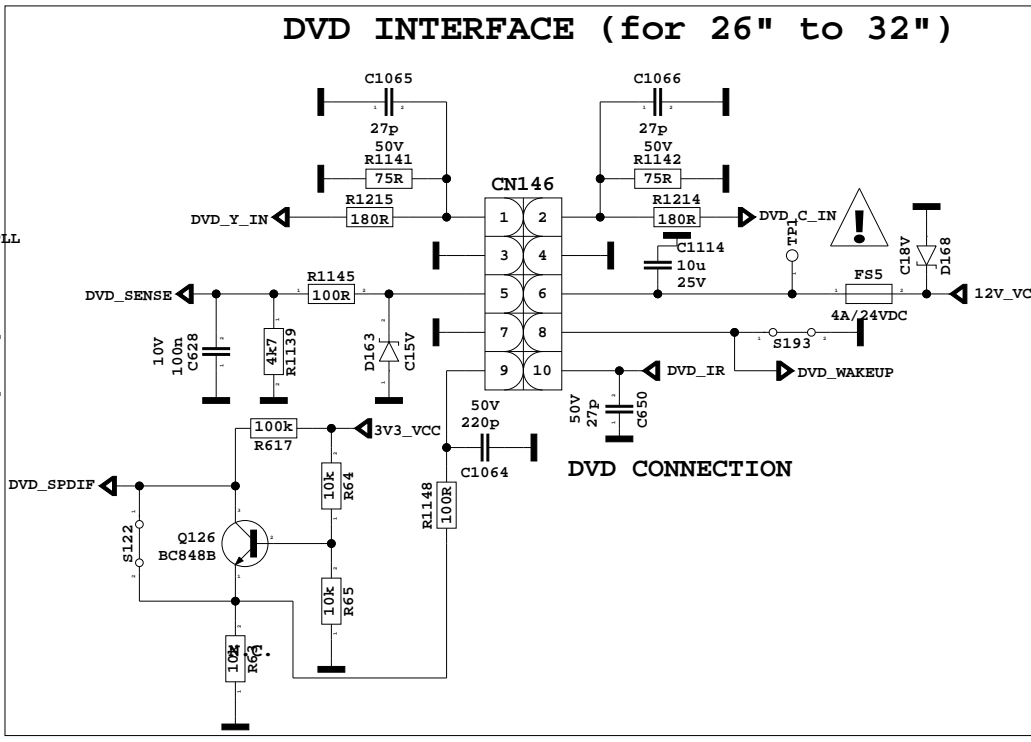 DVD INTERFACE (for 26" to 32")
C1065
27p
50V
R1141
75R
R1215
180R
DVD_Y_IN
C1066
27p
50V
R1142
75R
R1214
180R
DVD_C_IN
CN146
1 2
3 4
5 6
7 8
9 10
C1114
10u
25V
TP1
C18V
D168
FS5
4A/24VDC
12V_VC
LL
DVD_SENSE
R1145
100R
10V
100n
C628
4k7
R1139
D163
C15V
S193
DVD_WAKEUP
DVD_IR
50V
27p
C650
50V
220p
C1064
DVD CONNECTION
100k
R617
3V3_VCC
DVD_SPDIF
10k
R64
R1148
100R
S122
Q126
BC848B
10k
R65
R63